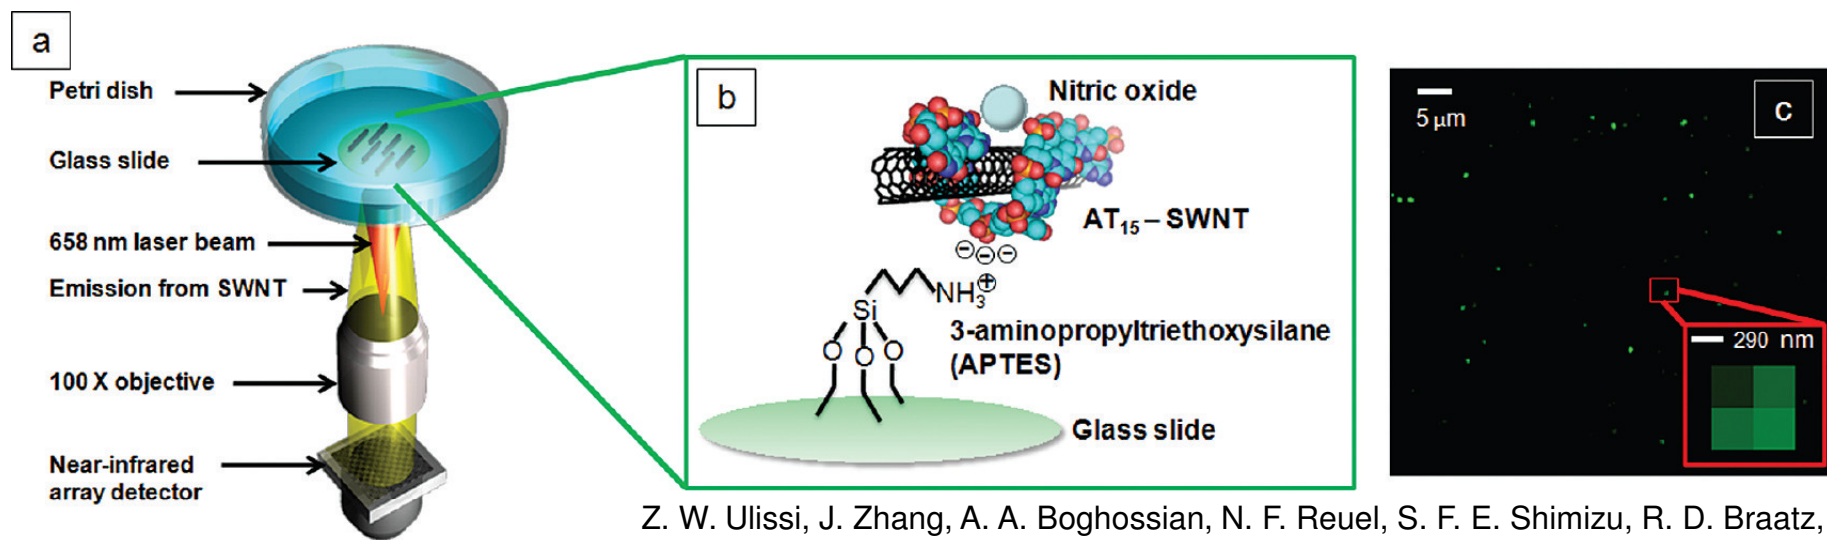 a
Petri dish
Glass slide
658 nm laser beam
Emission from SWNT
100 X objective
Near-infrared
array detector
b
Nitric oxide
AT15 – SWNT
NH3
Si
O O O
3-aminopropyltriethoxysilane
(APTES)
Glass slide
c
5 µm
290 nm
Z. W. Ulissi, J. Zhang, A. A. Boghossian, N. F. Reuel, S. F. E. Shimizu, R. D. Braatz,